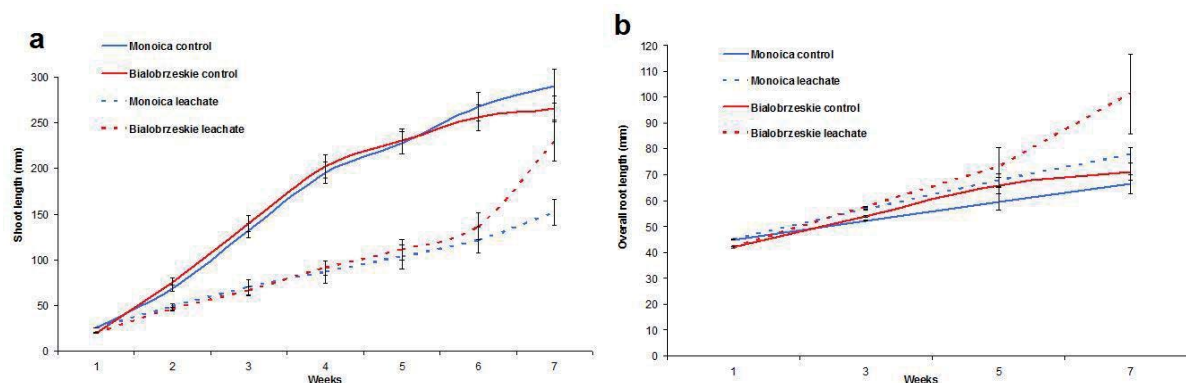 a
Monoica control
Bialobrzeskie control
Monoica leachate
Bialobrzeskie leachate
Shoot length (mm)
300
250
200
150
100
50
0
1 2 3 4 5 6 7
Weeks
b
Monoica control
Monoica leachate
Bialobrzeskie control
Bialobrzeskie leachate
Overall root length (mm)
120
110
100
90
80
70
60
50
40
30
20
10
0
1 3 5 7
Weeks